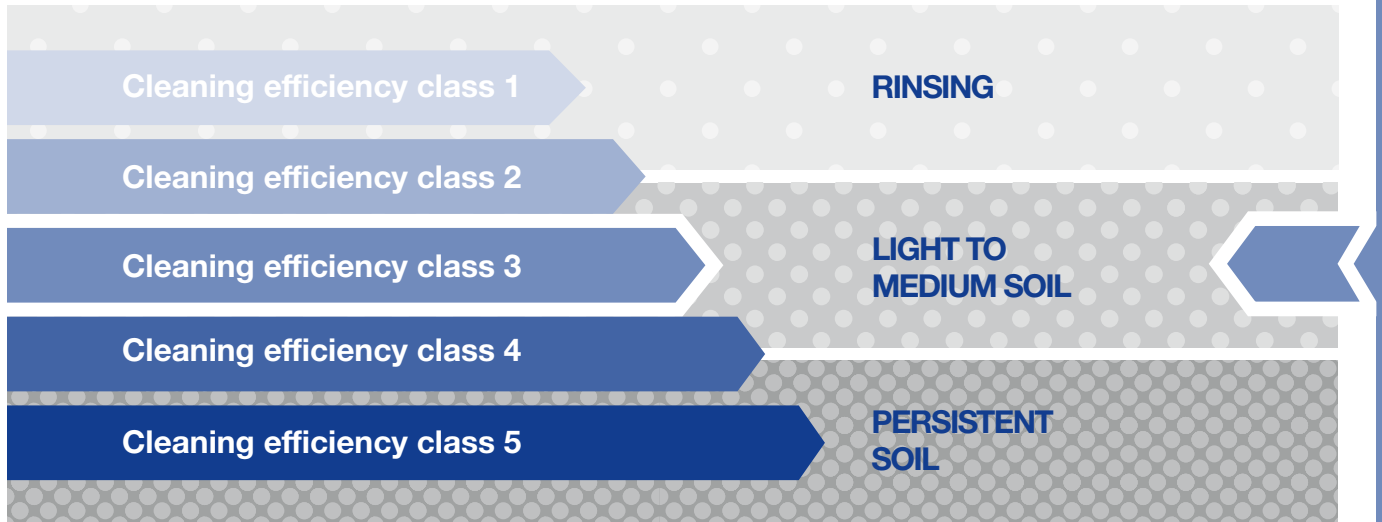 Cleaning efficiency class 1
RINSING
Cleaning efficiency class 2
Cleaning efficiency class 3
LIGHT TO
MEDIUM SOIL
Cleaning efficiency class 4
Cleaning efficiency class 5
PERSISTENT
SOIL